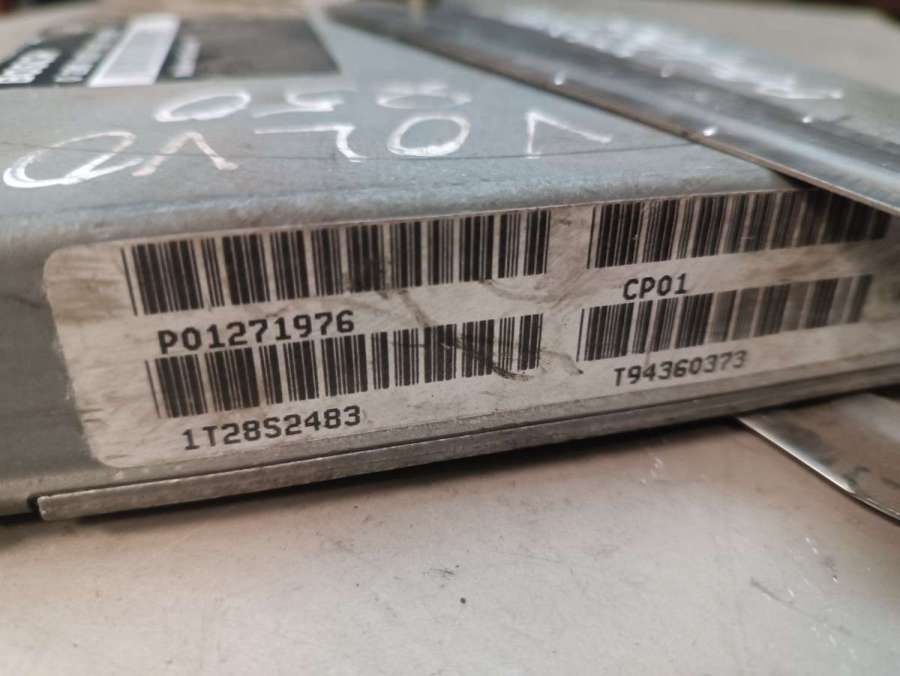 VOLVO
850
P01271976
CP01
1T28S2483
T94360373